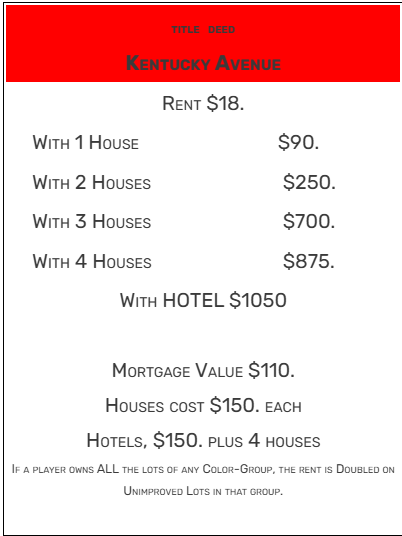 TITLE DEED
KENTUCKY AVENUE
RENT $18.
WITH 1 HOUSE $90.
WITH 2 HOUSES $250.
WITH 3 HOUSES $700.
WITH 4 HOUSES $875.
WITH HOTEL $1050
MORTGAGE VALUE $110.
HOUSES COST $150. EACH
HOTELS, $150. PLUS 4 HOUSES
IF A PLAYER OWNS ALL THE LOTS OF ANY COLOR-GROUP, THE RENT IS DOUBLED ON
UNIMPROVED LOTS IN THAT GROUP.